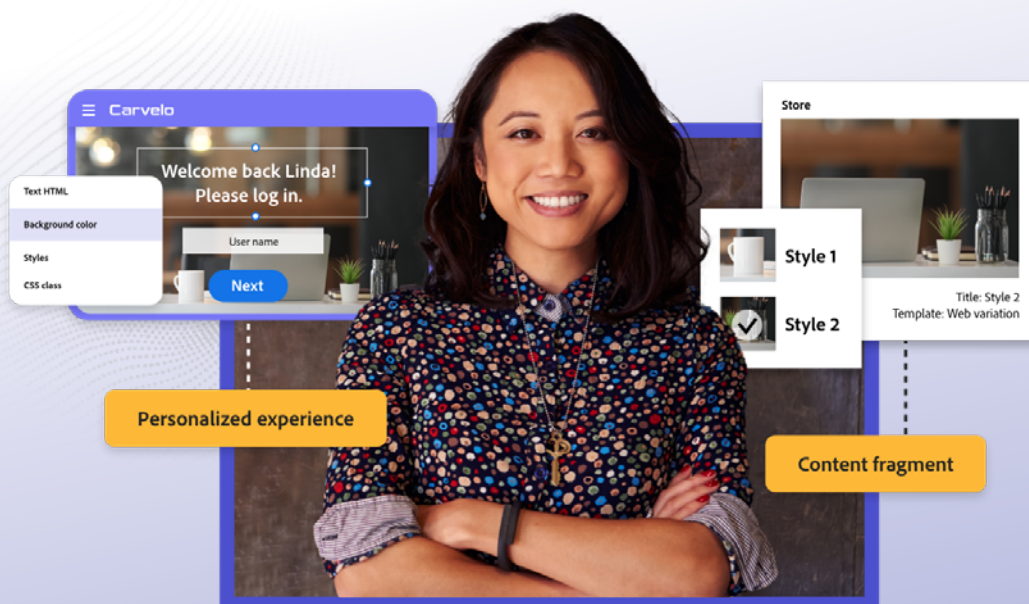 Carvelo
Welcome back Linda!
Please log in.
User name
Next
Text HTML
Background color
Styles
CSS class
Personalized experience
Store
Style 1
Style 2
Title: Style 2
Template: Web variation
Content fragment